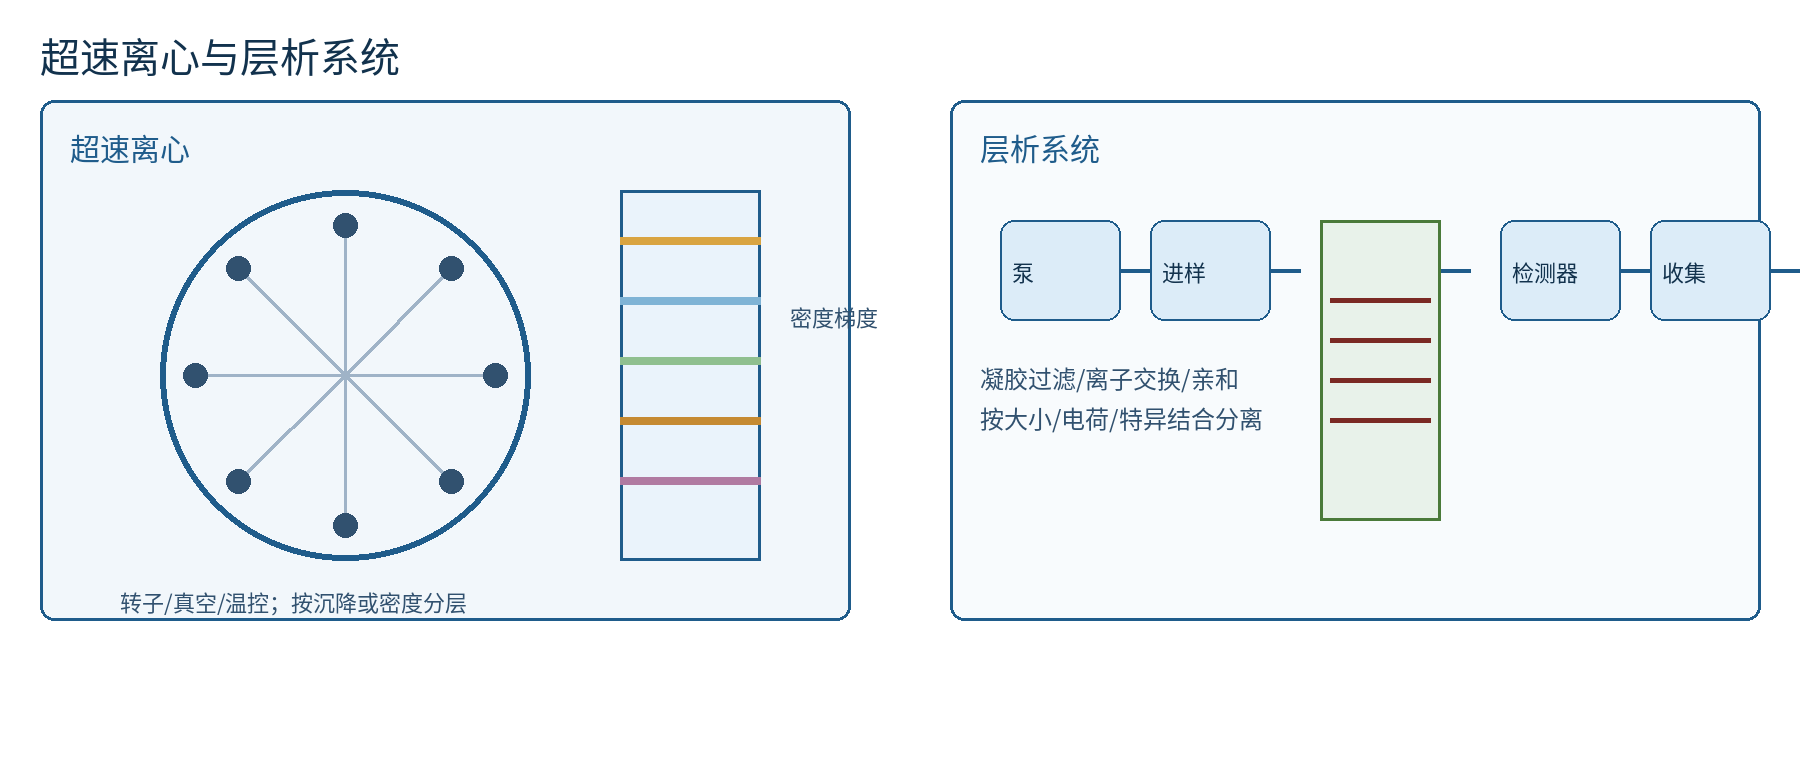 超速离心与层析系统
超速离心
密度梯度
转子/真空/温控；按沉降或密度分层
层析系统
泵
进样
检测器
收集
凝胶过滤/离子交换/亲和
按大小/电荷/特异结合分离